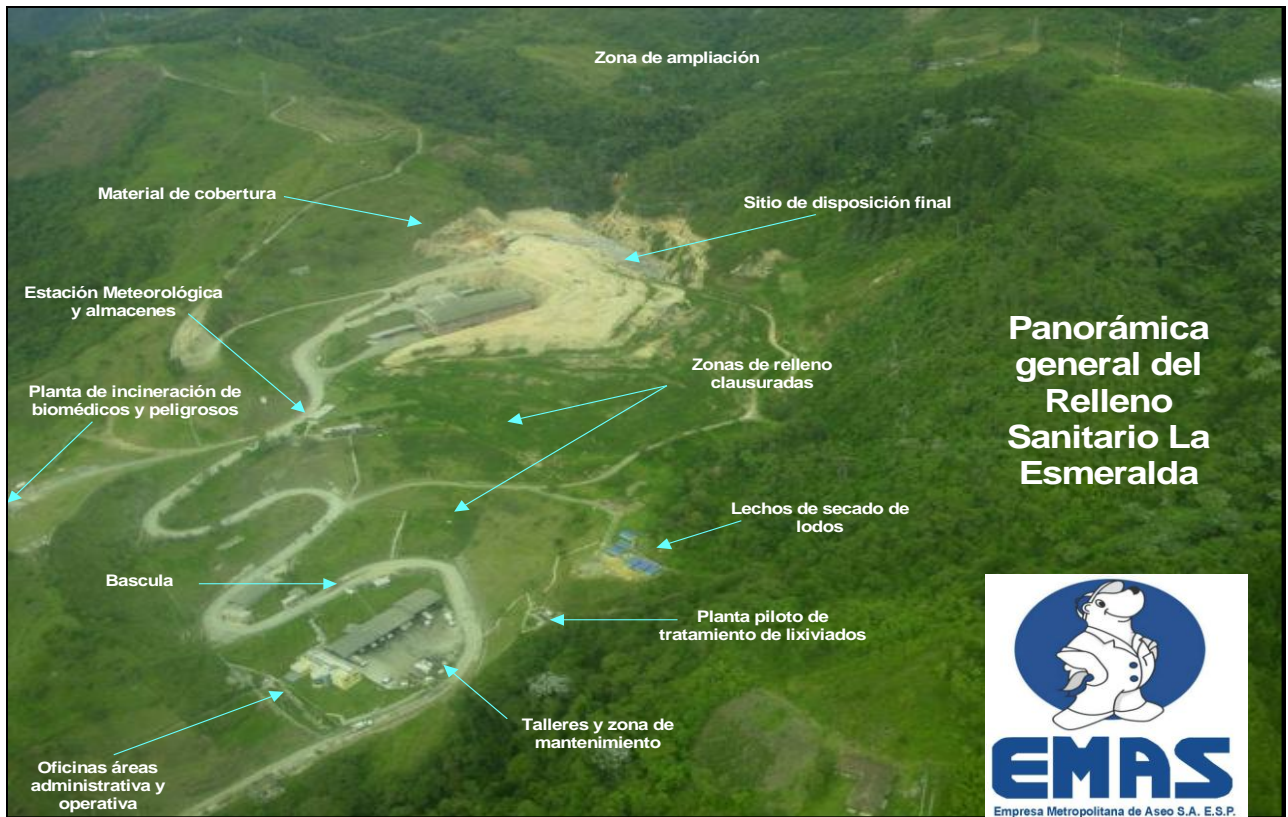 Zona de ampliación
Material de cobertura
Sitio de disposición final
Estación Meteorológica
y almacenes
Panorámica
general del
Relleno
Sanitario La
Esmeralda
Zonas de relleno
clausuradas
Planta de incineración de
biomédicos y peligrosos
Lechos de secado de
lodos
Bascula
Planta piloto de
tratamiento de lixiviados
Talleres y zona de
mantenimiento
Oficinas áreas
administrativa y
operativa
EMAS
Empresa Metropolitana de Aseo S.A. E.S.P.